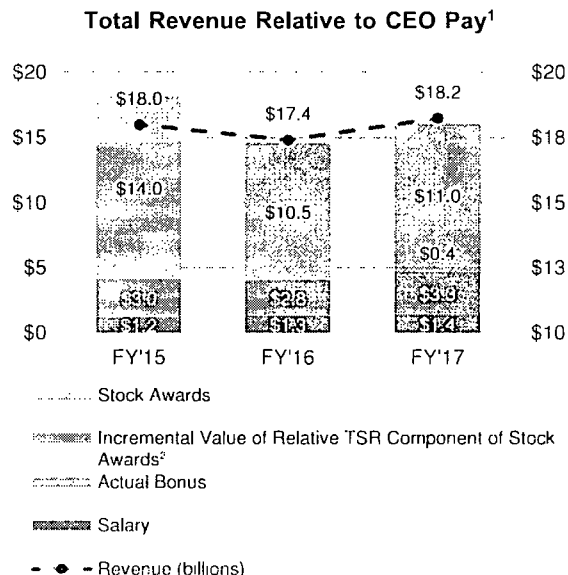 Total Revenue Relative to CEO Pay¹
$20 $20
$18.0 $17.4 $18.2
$15 $18
$14.0 $10.5 $11.0
$10 $15
$0.4
$5 $13
$3.0 $2.8
$1.2 $1.3 $1.4
$0 $10
FY'15 FY'16 FY'17
Stock Awards
Incremental Value of Relative TSR Component of Stock
Awards²
Actual Bonus
Salary
Revenue (billions)